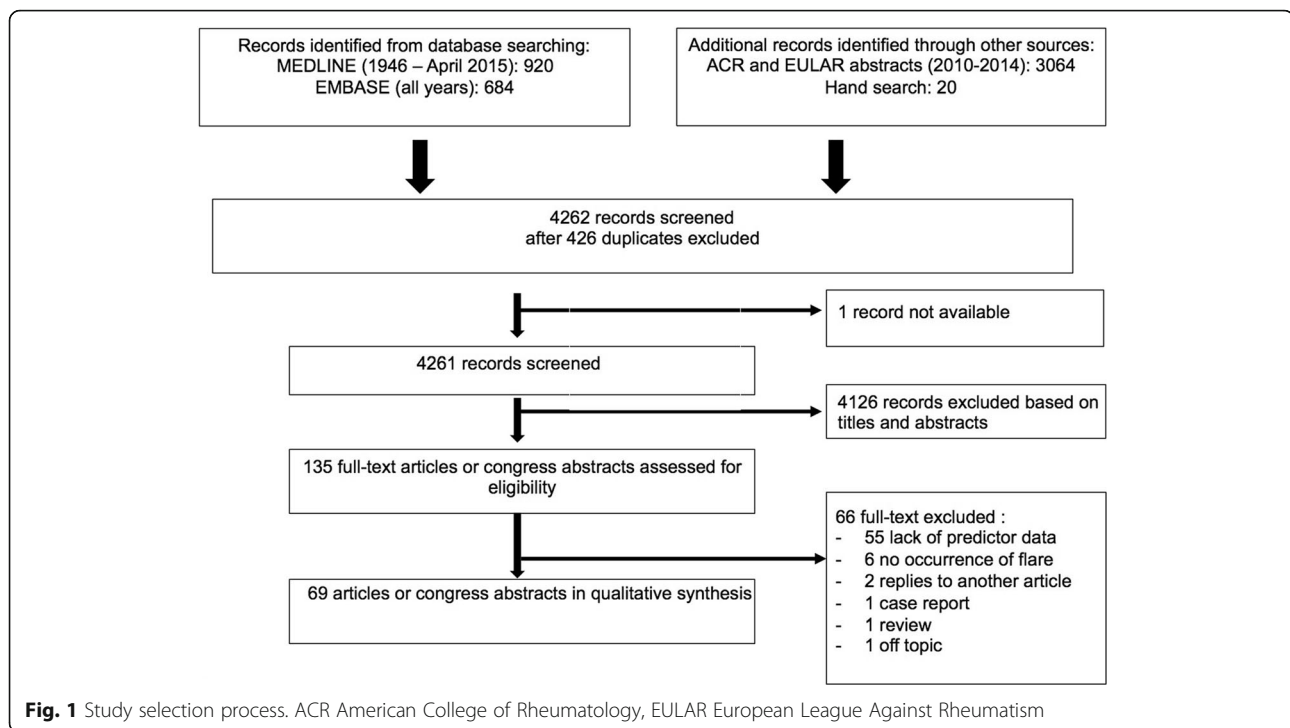 Records identified from database searching:
MEDLINE (1946 – April 2015): 920
EMBASE (all years): 684
Additional records identified through other sources:
ACR and EULAR abstracts (2010-2014): 3064
Hand search: 20
4262 records screened
after 426 duplicates excluded
1 record not available
4261 records screened
4126 records excluded based on
titles and abstracts
135 full-text articles or congress abstracts assessed for
eligibility
66 full-text excluded :
- 55 lack of predictor data
- 6 no occurrence of flare
- 2 replies to another article
- 1 case report
- 1 review
- 1 off topic
69 articles or congress abstracts in qualitative synthesis
Fig. 1 Study selection process. ACR American College of Rheumatology, EULAR European League Against Rheumatism